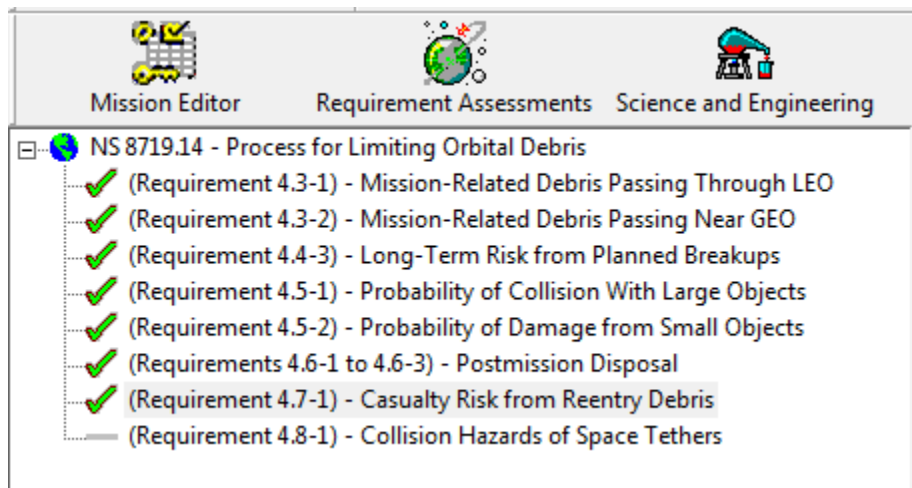 Mission Editor
Requirement Assessments
Science and Engineering
NS 8719.14 - Process for Limiting Orbital Debris
(Requirement 4.3-1) - Mission-Related Debris Passing Through LEO
(Requirement 4.3-2) - Mission-Related Debris Passing Near GEO
(Requirement 4.4-3) - Long-Term Risk from Planned Breakups
(Requirement 4.5-1) - Probability of Collision With Large Objects
(Requirement 4.5-2) - Probability of Damage from Small Objects
(Requirements 4.6-1 to 4.6-3) - Postmission Disposal
(Requirement 4.7-1) - Casualty Risk from Reentry Debris
(Requirement 4.8-1) - Collision Hazards of Space Tethers